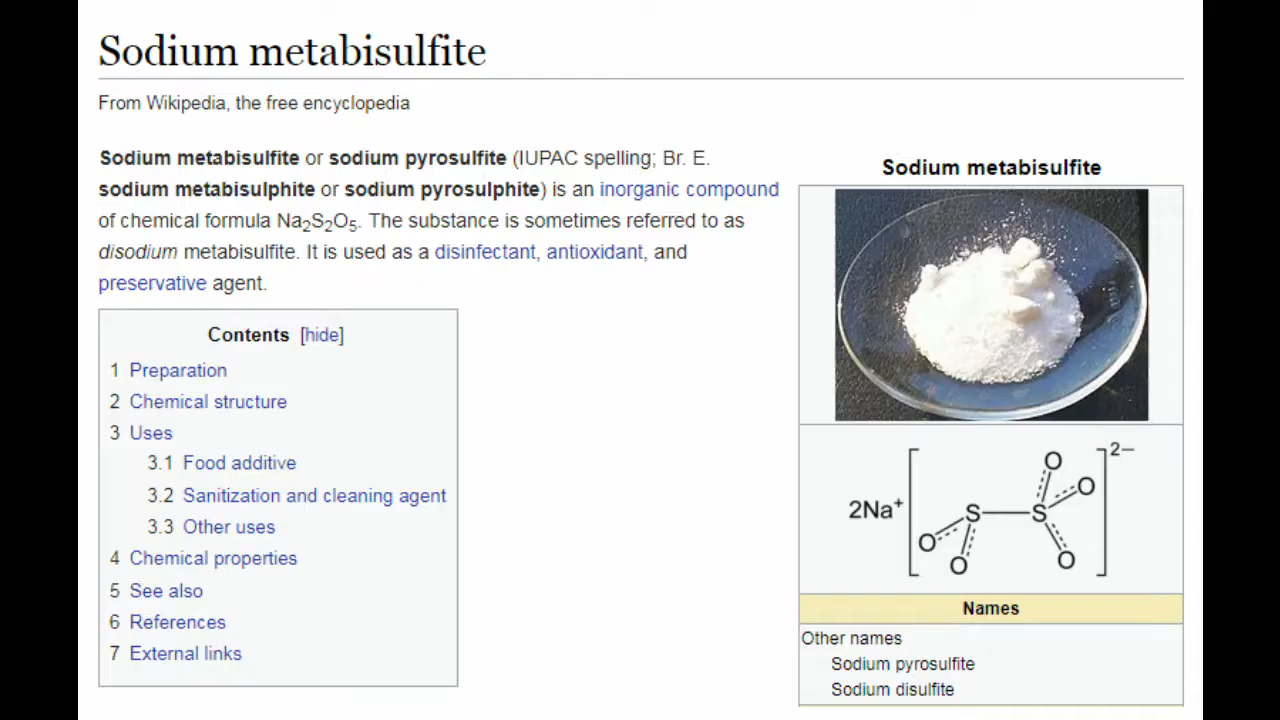 Sodium metabisulfite
From Wikipedia, the free encyclopedia
Sodium metabisulfite or sodium pyrosulfite (IUPAC spelling; Br. E.
sodium metabisulphite or sodium pyrosulphite) is an inorganic compound
of chemical formula Na₂S₂O₅. The substance is sometimes referred to as
disodium metabisulfite. It is used as a disinfectant, antioxidant, and
preservative agent.
Contents [hide]
1 Preparation
2 Chemical structure
3 Uses
3.1 Food additive
3.2 Sanitization and cleaning agent
3.3 Other uses
4 Chemical properties
5 See also
6 References
7 External links
Sodium metabisulfite
2–
O
O
2Na⁺ S S
O
O
O
Names
Other names
Sodium pyrosulfite
Sodium disulfite